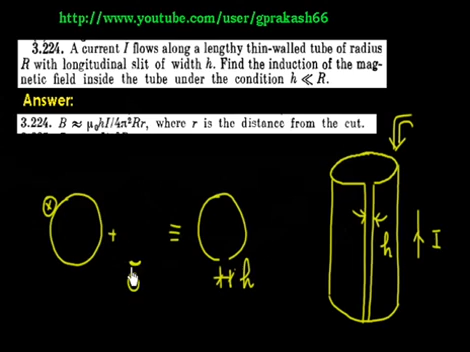 http://www.youtube.com/user/gprakash66
3.224. A current I flows along a lengthy thin-walled tube of radius
R with longitudinal slit of width h. Find the induction of the mag-
netic field inside the tube under the condition h ≪ R.
Answer:
3.224. B ≈ μ₀hI/4π²Rr, where r is the distance from the cut.
x
+ ≡
h
h I